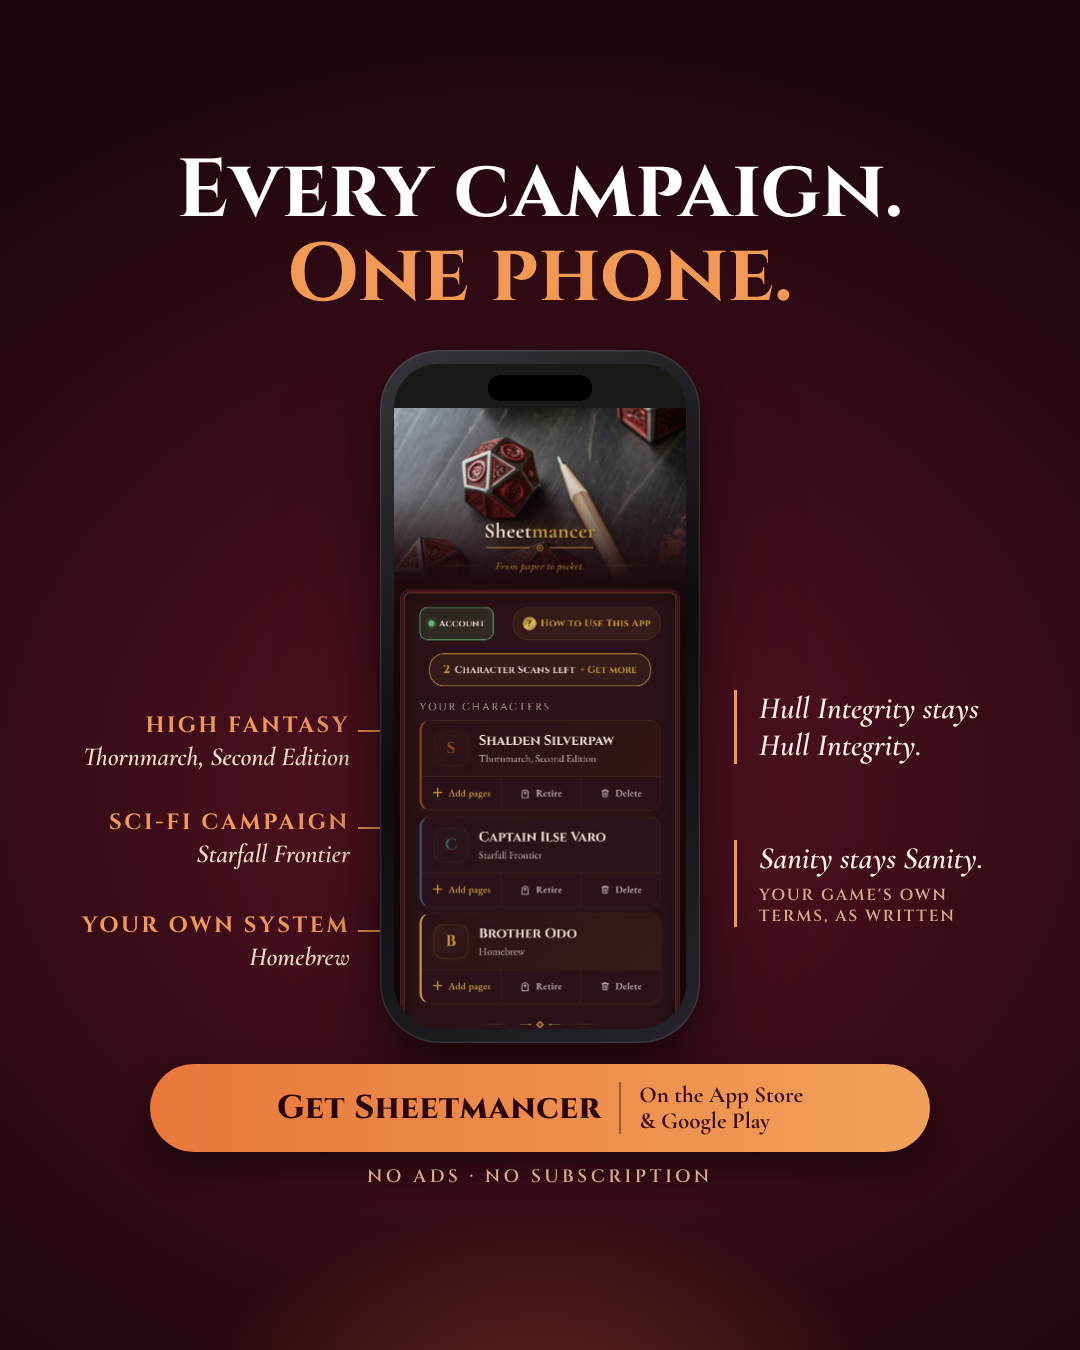 Every campaign.
One phone.
Sheetmancer
From paper to pocket.
Account
? How to Use This App
2 Character Scans left + Get more
YOUR CHARACTERS
S
Shalden Silverpaw
Thornmarch, Second Edition
+ Add pages
Retire
Delete
C
Captain Ilse Varo
Starfall Frontier
+ Add pages
Retire
Delete
B
Brother Odo
Homebrew
+ Add pages
Retire
Delete
HIGH FANTASY
Thornmarch, Second Edition
SCI-FI CAMPAIGN
Starfall Frontier
YOUR OWN SYSTEM
Homebrew
Hull Integrity stays
Hull Integrity.
Sanity stays Sanity.
YOUR GAME'S OWN
TERMS, AS WRITTEN
Get Sheetmancer
On the App Store
& Google Play
NO ADS · NO SUBSCRIPTION